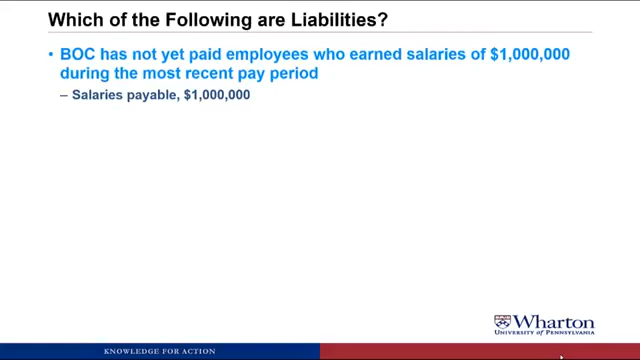 Which of the Following are Liabilities?
• BOC has not yet paid employees who earned salaries of $1,000,000
during the most recent pay period
– Salaries payable, $1,000,000
Wharton
UNIVERSITY of PENNSYLVANIA
KNOWLEDGE FOR ACTION